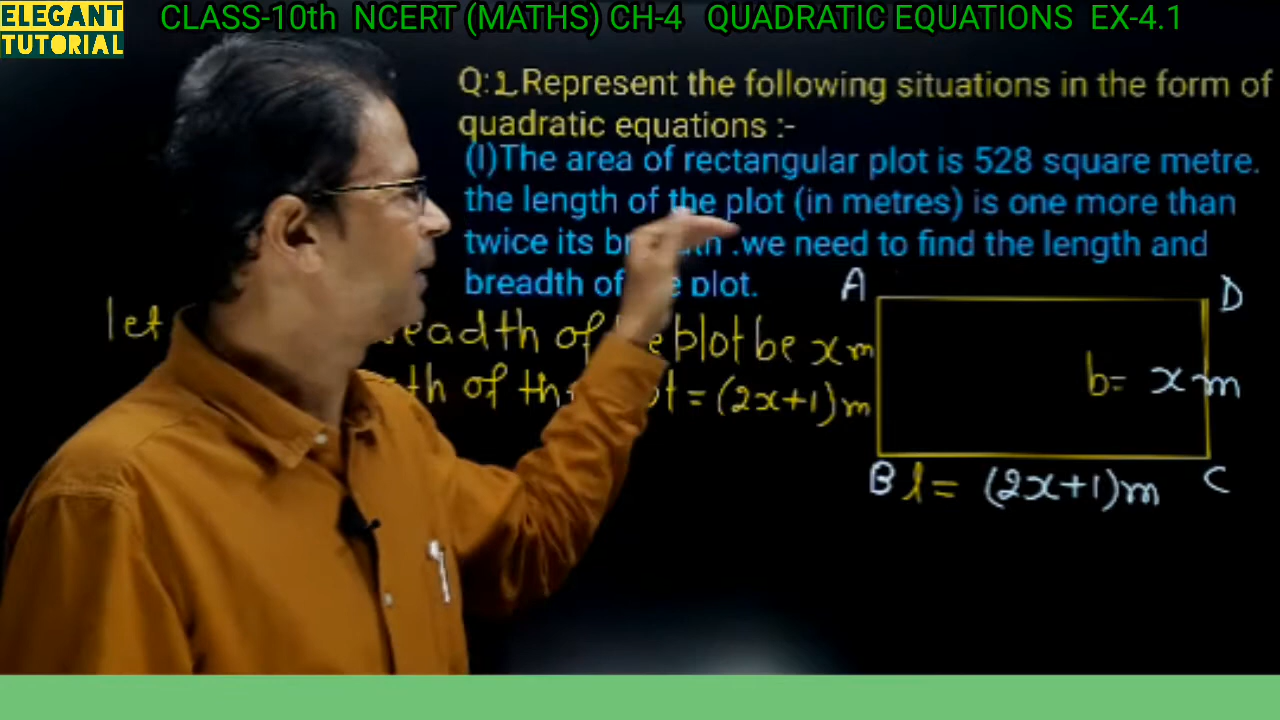 ELEGANT
TUTORIAL
CLASS-10th NCERT (MATHS) CH-4 QUADRATIC EQUATIONS EX-4.1
Q:1.Represent the following situations in the form of
quadratic equations :-
(I)The area of rectangular plot is 528 square metre.
the length of the plot (in metres) is one more than
twice its .we need to find the length and
breadth of plot.
let of plot be x m
of = (2x+1)m
A
D
b= x m
B
l= (2x+1)m
C